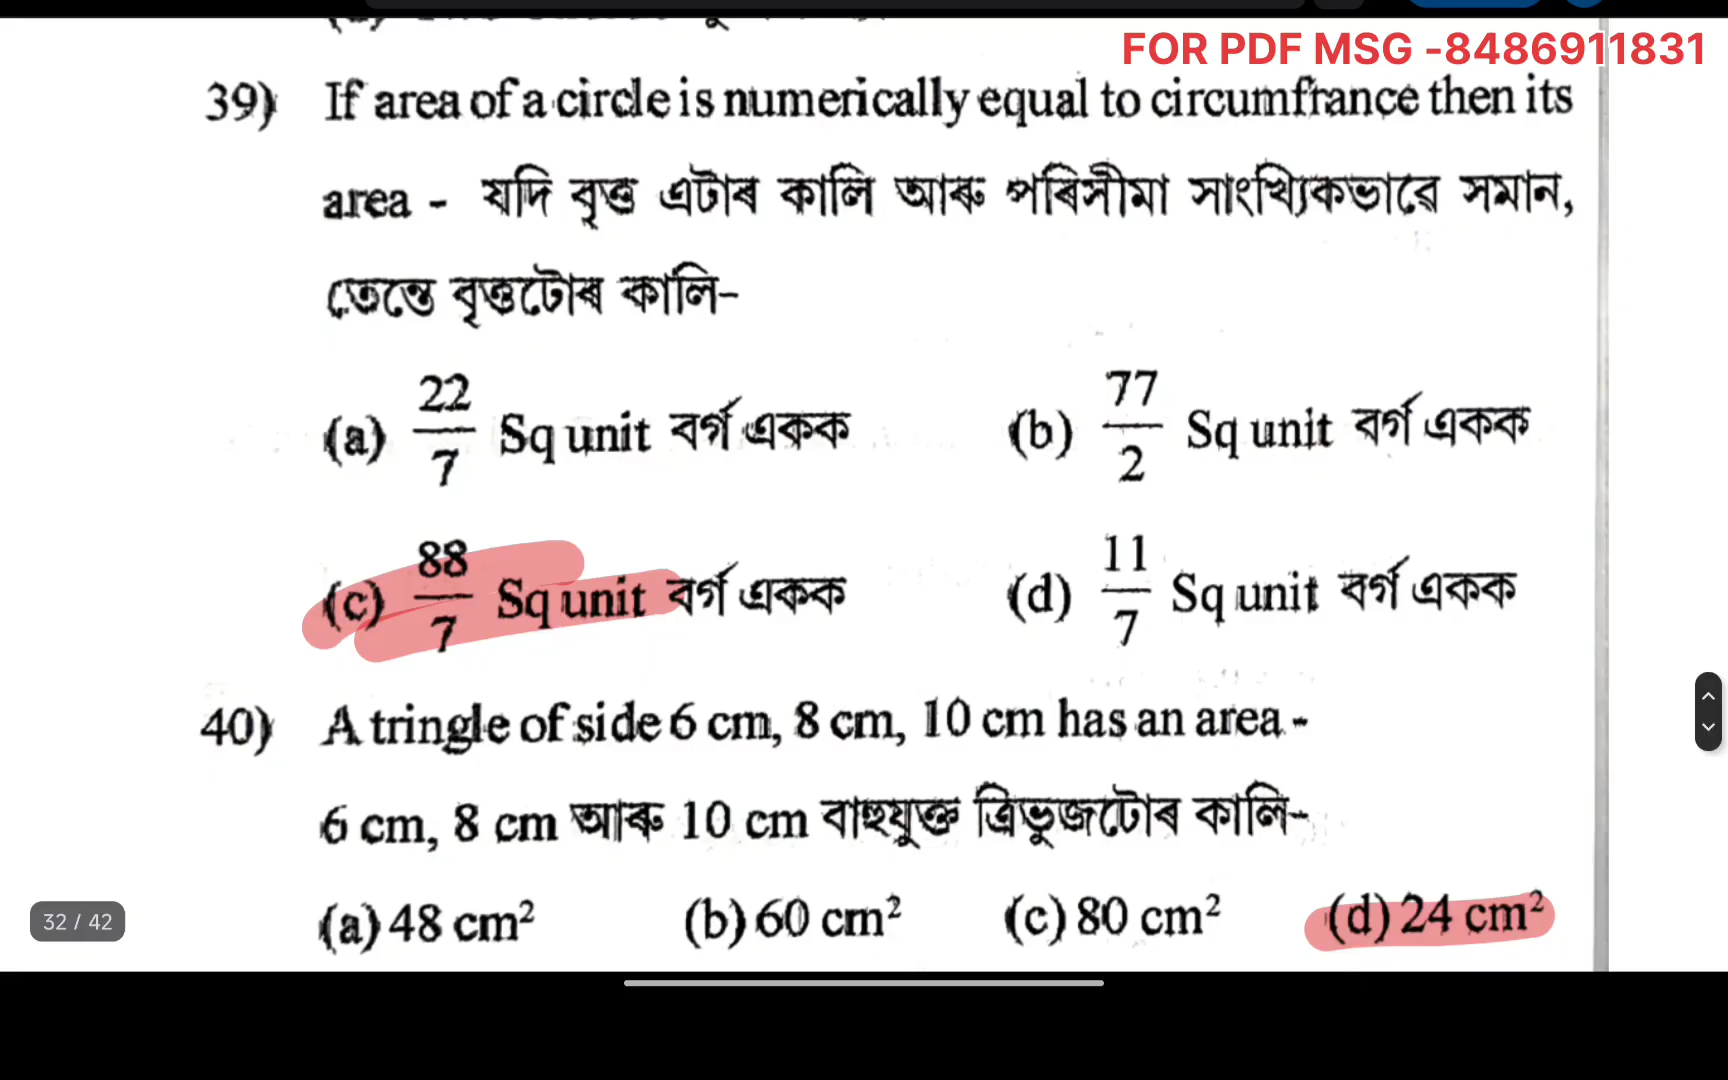 FOR PDF MSG -8486911831
39) If area of a circle is numerically equal to circumfrance then its
area - যদি বৃত্ত এটাৰ কালি আৰু পৰিসীমা সাংখ্যিকভাৱে সমান,
তেন্তে বৃত্তটোৰ কালি-
(a) 22/7 Sq unit বৰ্গ একক (b) 77/2 Sq unit বৰ্গ একক
(c) 88/7 Sq unit বৰ্গ একক (d) 11/7 Sq unit বৰ্গ একক
40) A tringle of side 6 cm, 8 cm, 10 cm has an area -
6 cm, 8 cm আৰু 10 cm বাহুযুক্ত ত্ৰিভুজটোৰ কালি-
(a) 48 cm² (b) 60 cm² (c) 80 cm² (d) 24 cm²
32 / 42